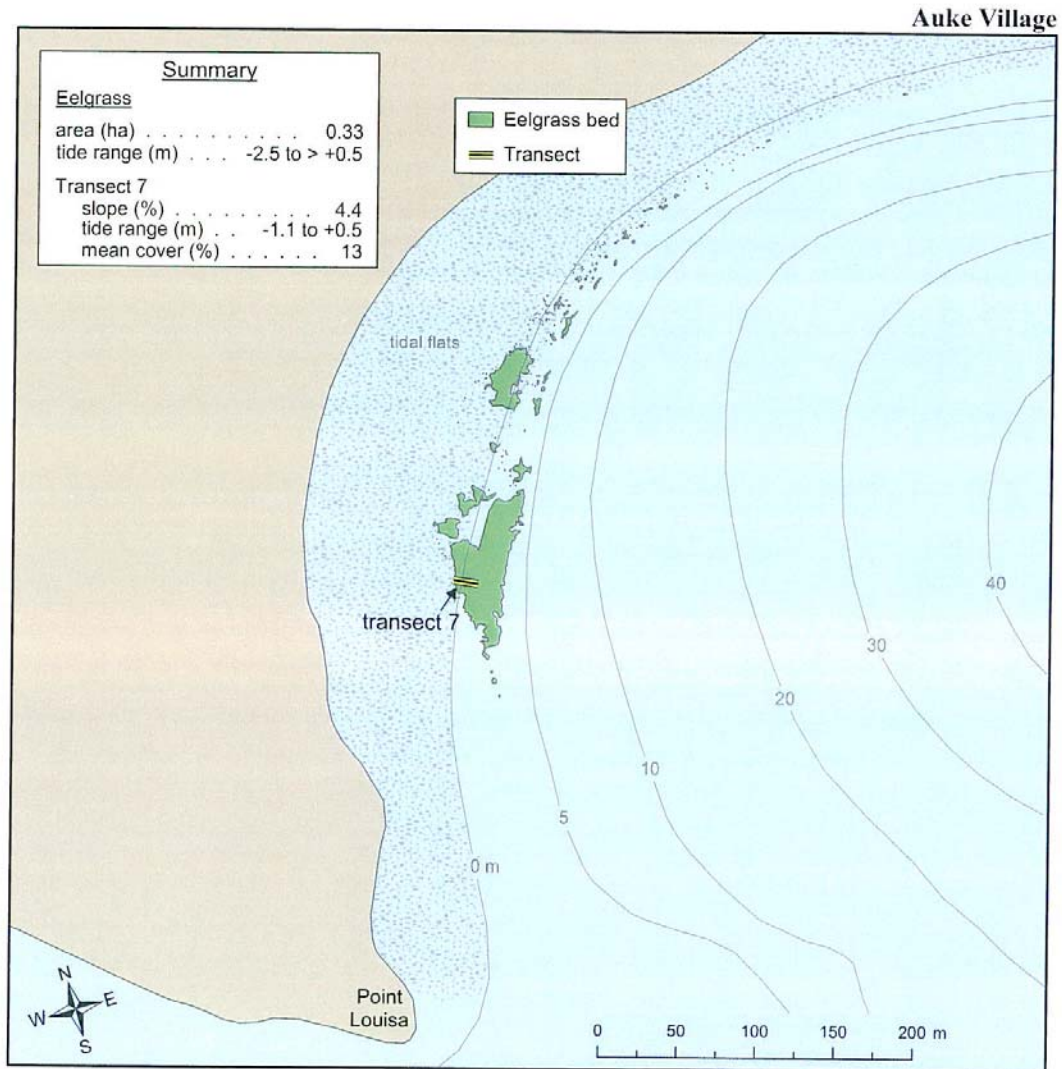 Auke Village
Summary
Eelgrass
area (ha) . . . . . . . . . . 0.33
tide range (m) . . . -2.5 to > +0.5
Transect 7
slope (%) . . . . . . . . . 4.4
tide range (m) . . -1.1 to +0.5
mean cover (%) . . . . . . 13
Eelgrass bed
Transect
tidal flats
transect 7
40
30
20
10
5
0 m
N
W E
S
Point
Louisa
0 50 100 150 200 m